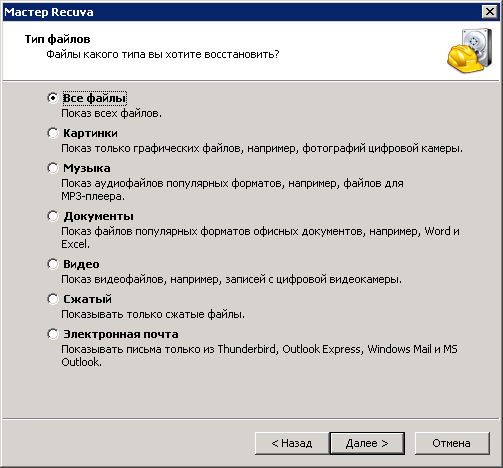 Мастер Recuva
Тип файлов
Файлы какого типа вы хотите восстановить?
Все файлы
Показ всех файлов.
Картинки
Показ только графических файлов, например, фотографий цифровой камеры.
Музыка
Показ аудиофайлов популярных форматов, например, файлов для
MP3-плеера.
Документы
Показ файлов популярных форматов офисных документов, например, Word и
Excel.
Видео
Показ видеофайлов, например, записей с цифровой видеокамеры.
Сжатый
Показывать только сжатые файлы.
Электронная почта
Показывать письма только из Thunderbird, Outlook Express, Windows Mail и MS
Outlook.
< Назад
Далее >
Отмена